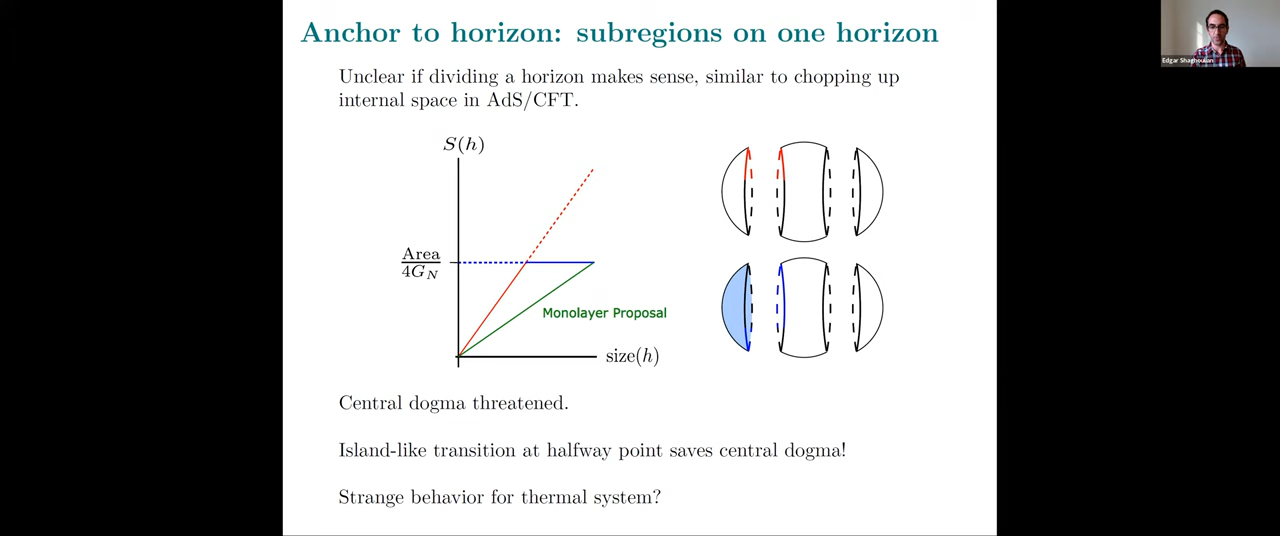 Anchor to horizon: subregions on one horizon
Edgar Shaghoulian
Unclear if dividing a horizon makes sense, similar to chopping up
internal space in AdS/CFT.
S(h)
Area
4G_N
Monolayer Proposal
size(h)
Central dogma threatened.
Island-like transition at halfway point saves central dogma!
Strange behavior for thermal system?